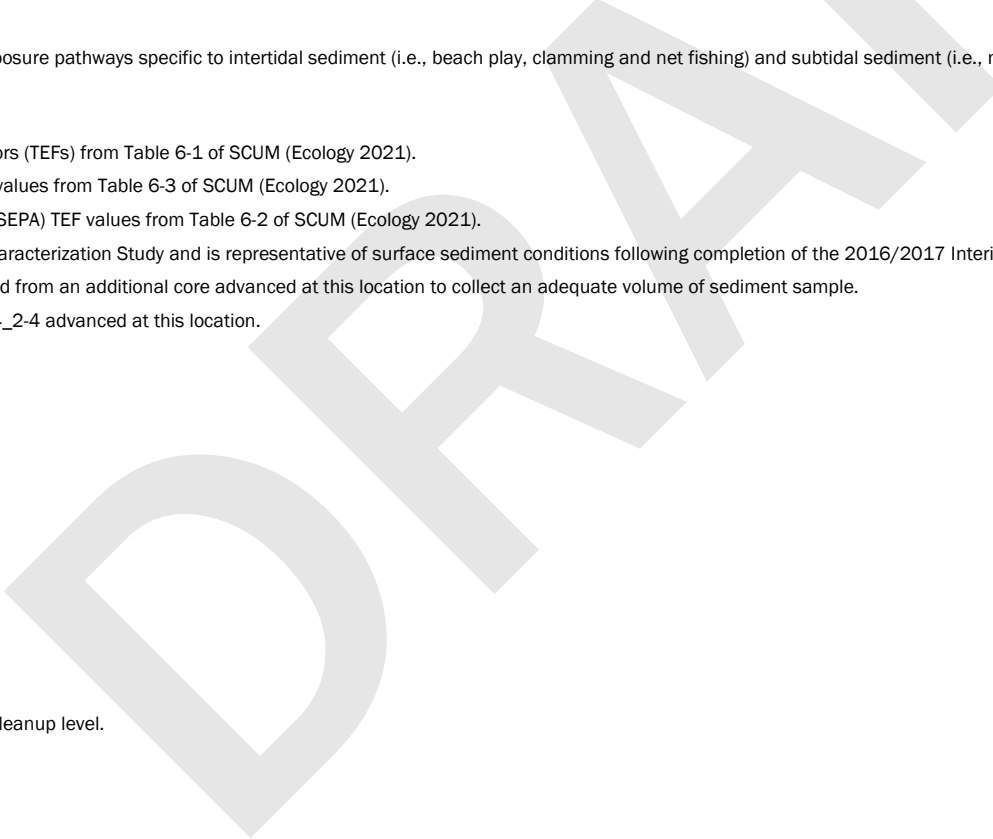 posure pathways specific to intertidal sediment (i.e., beach play, clamming and net fishing) and subtidal sediment (i.e.,
ors (TEFs) from Table 6-1 of SCUM (Ecology 2021).
values from Table 6-3 of SCUM (Ecology 2021).
SEPA) TEF values from Table 6-2 of SCUM (Ecology 2021).
aracterization Study and is representative of surface sediment conditions following completion of the 2016/2017 Interi
d from an additional core advanced at this location to collect an adequate volume of sediment sample.
_2-4 advanced at this location.
leanup level.
DRA